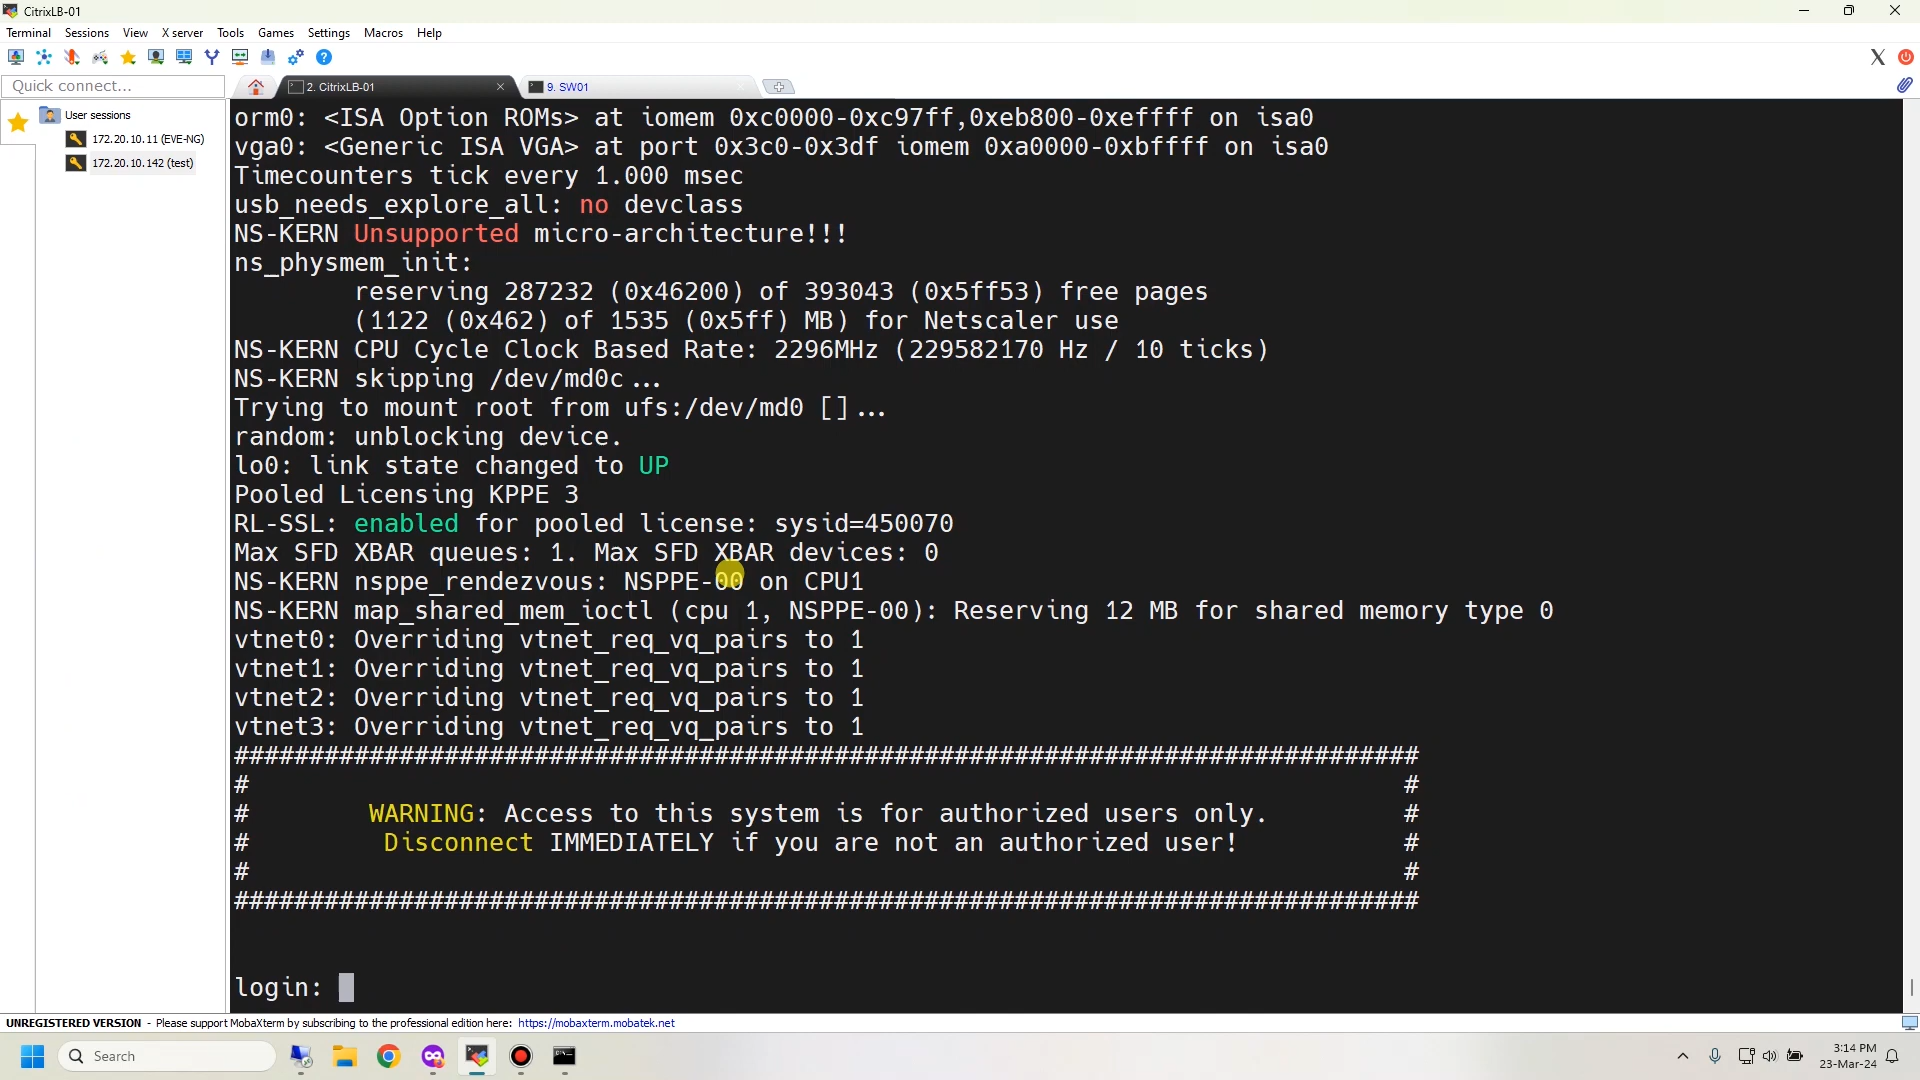 CitrixLB-01
Terminal Sessions View X server Tools Games Settings Macros Help
Quick connect...
2. CitrixLB-01
9. SW01
User sessions
172.20.10.11 (EVE-NG)
172.20.10.142 (test)
orm0: <ISA Option ROMs> at iomem 0xc0000-0xc97ff,0xeb800-0xeffff on isa0
vga0: <Generic ISA VGA> at port 0x3c0-0x3df iomem 0xa0000-0xbffff on isa0
Timecounters tick every 1.000 msec
usb_needs_explore_all: no devclass
NS-KERN Unsupported micro-architecture!!!
ns_physmem_init:
reserving 287232 (0x46200) of 393043 (0x5ff53) free pages
(1122 (0x462) of 1535 (0x5ff) MB) for Netscaler use
NS-KERN CPU Cycle Clock Based Rate: 2296MHz (229582170 Hz / 10 ticks)
NS-KERN skipping /dev/md0c...
Trying to mount root from ufs:/dev/md0 []...
random: unblocking device.
lo0: link state changed to UP
Pooled Licensing KPPE 3
RL-SSL: enabled for pooled license: sysid=450070
Max SFD XBAR queues: 1. Max SFD XBAR devices: 0
NS-KERN nsppe_rendezvous: NSPPE-00 on CPU1
NS-KERN map_shared_mem_ioctl (cpu 1, NSPPE-00): Reserving 12 MB for shared memory type 0
vtnet0: Overriding vtnet_req_vq_pairs to 1
vtnet1: Overriding vtnet_req_vq_pairs to 1
vtnet2: Overriding vtnet_req_vq_pairs to 1
vtnet3: Overriding vtnet_req_vq_pairs to 1
###############################################################################
# #
# WARNING: Access to this system is for authorized users only. #
# Disconnect IMMEDIATELY if you are not an authorized user! #
# #
###############################################################################
login:
UNREGISTERED VERSION - Please support MobaXterm by subscribing to the professional edition here: https://mobaxterm.mobatek.net
Search
3:14 PM
23-Mar-24